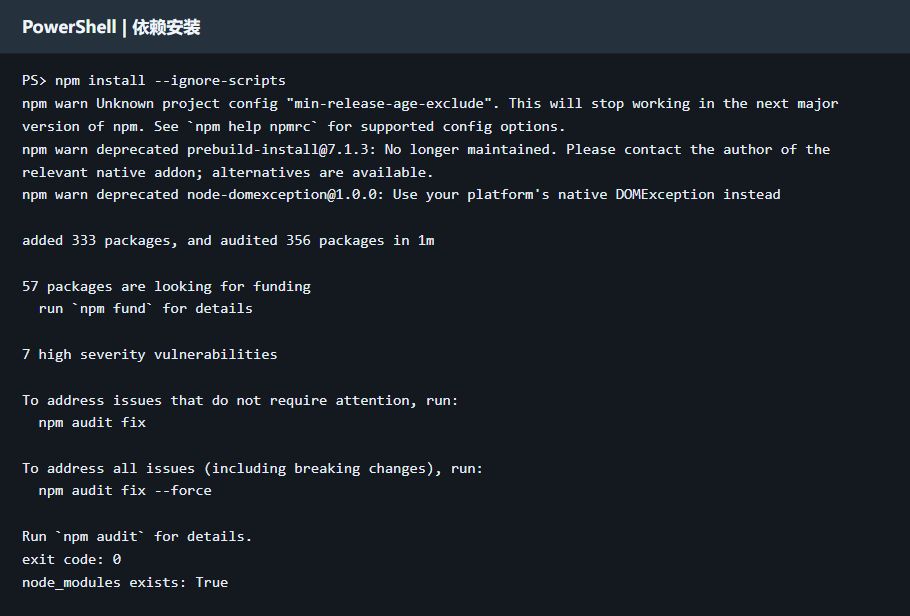 PowerShell | 依赖安装
PS> npm install --ignore-scripts
npm warn Unknown project config "min-release-age-exclude". This will stop working in the next major
version of npm. See `npm help npmrc` for supported config options.
npm warn deprecated prebuild-install@7.1.3: No longer maintained. Please contact the author of the
relevant native addon; alternatives are available.
npm warn deprecated node-domexception@1.0.0: Use your platform's native DOMException instead
added 333 packages, and audited 356 packages in 1m
57 packages are looking for funding
  run `npm fund` for details
7 high severity vulnerabilities
To address issues that do not require attention, run:
  npm audit fix
To address all issues (including breaking changes), run:
  npm audit fix --force
Run `npm audit` for details.
exit code: 0
node_modules exists: True